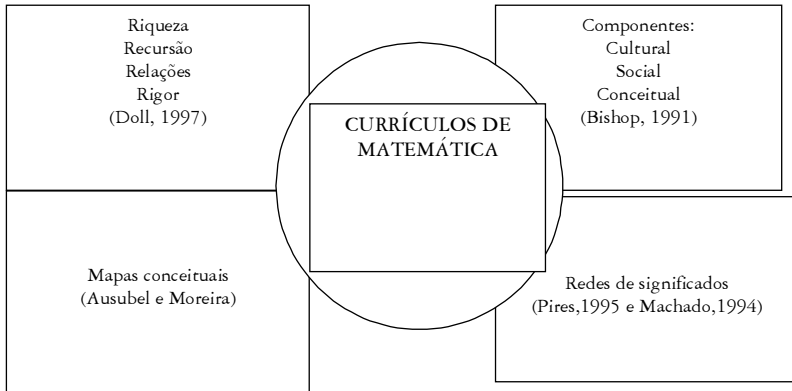 Riqueza
Recursão
Relações
Rigor
(Doll, 1997)
Componentes:
Cultural
Social
Conceitual
(Bishop, 1991)
CURRÍCULOS DE
MATEMÁTICA
Mapas conceituais
(Ausubel e Moreira)
Redes de significados
(Pires,1995 e Machado,1994)